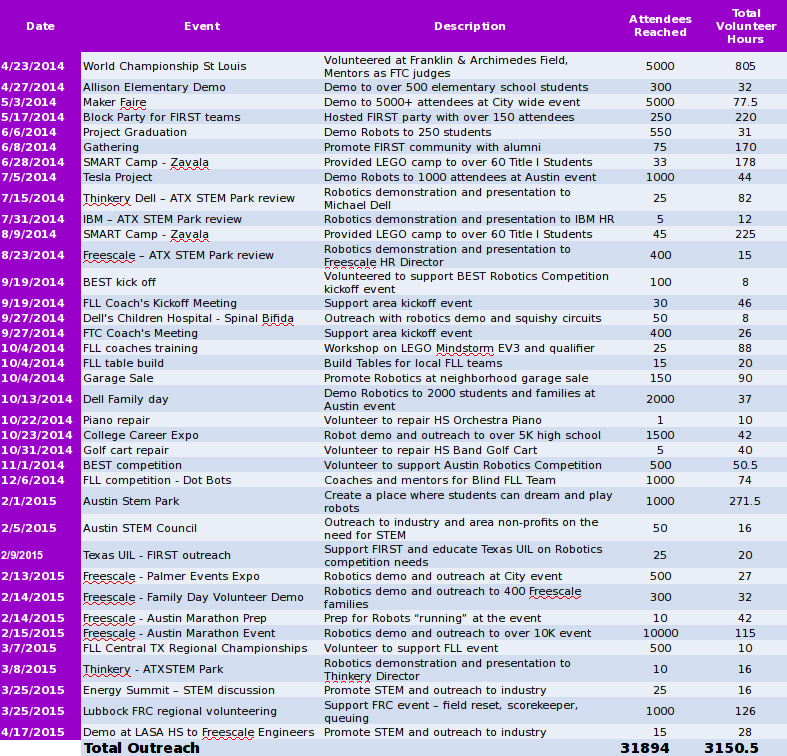 Date Event Description Attendees Reached Total Volunteer Hours
4/23/2014 World Championship St Louis Volunteered at Franklin & Archimedes Field, Mentors as FTC judges 5000 805
4/27/2014 Allison Elementary Demo Demo to over 500 elementary school students 300 32
5/3/2014 Maker Faire Demo to 5000+ attendees at City wide event 5000 77.5
5/17/2014 Block Party for FIRST teams Hosted FIRST party with over 150 attendees 250 220
6/6/2014 Project Graduation Demo Robots to 250 students 550 31
6/8/2014 Gathering Promote FIRST community with alumni 75 170
6/28/2014 SMART Camp - Zavala Provided LEGO camp to over 60 Title I Students 33 178
7/5/2014 Tesla Project Demo Robots to 1000 attendees at Austin event 1000 44
7/15/2014 Thinkery Dell – ATX STEM Park review Robotics demonstration and presentation to Michael Dell 25 82
7/31/2014 IBM – ATX STEM Park review Robotics demonstration and presentation to IBM HR 5 12
8/9/2014 SMART Camp - Zavala Provided LEGO camp to over 60 Title I Students 45 225
8/23/2014 Freescale – ATX STEM Park review Robotics demonstration and presentation to Freescale HR Director 400 15
9/19/2014 BEST kick off Volunteered to support BEST Robotics Competition kickoff event 100 8
9/19/2014 FLL Coach's Kickoff Meeting Support area kickoff event 30 46
9/27/2014 Dell's Children Hospital - Spinal Bifida Outreach with robotics demo and squishy circuits 50 8
9/27/2014 FTC Coach's Meeting Support area kickoff event 400 26
10/4/2014 FLL coaches training Workshop on LEGO Mindstorm EV3 and qualifier 25 88
10/4/2014 FLL table build Build Tables for local FLL teams 15 20
10/4/2014 Garage Sale Promote Robotics at neighborhood garage sale 150 90
10/13/2014 Dell Family day Demo Robotics to 2000 students and families at Austin event 2000 37
10/22/2014 Piano repair Volunteer to repair HS Orchestra Piano 1 10
10/23/2014 College Career Expo Robot demo and outreach to over 5K high school 1500 42
10/31/2014 Golf cart repair Volunteer to repair HS Band Golf Cart 5 40
11/1/2014 BEST competition Volunteer to support Austin Robotics Competition 500 50.5
12/6/2014 FLL competition - Dot Bots Coaches and mentors for Blind FLL Team 1000 74
2/1/2015 Austin Stem Park Create a place where students can dream and play robots 1000 271.5
2/5/2015 Austin STEM Council Outreach to industry and area non-profits on the need for STEM 50 16
2/9/2015 Texas UIL - FIRST outreach Support FIRST and educate Texas UIL on Robotics competition needs 25 20
2/13/2015 Freescale - Palmer Events Expo Robotics demo and outreach at City event 500 27
2/14/2015 Freescale - Family Day Volunteer Demo Robotics demo and outreach to 400 Freescale families 300 32
2/14/2015 Freescale - Austin Marathon Prep Prep for Robots “running” at the event 10 42
2/15/2015 Freescale - Austin Marathon Event Robotics demo and outreach to over 10K event 10000 115
3/7/2015 FLL Central TX Regional Championships Volunteer to support FLL event 500 10
3/8/2015 Thinkery - ATXSTEM Park Robotics demonstration and presentation to Thinkery Director 10 16
3/25/2015 Energy Summit – STEM discussion Promote STEM and outreach to industry 25 16
3/25/2015 Lubbock FRC regional volunteering Support FRC event – field reset, scorekeeper, queuing 1000 126
4/17/2015 Demo at LASA HS to Freescale Engineers Promote STEM and outreach to industry 15 28
Total Outreach 31894 3150.5